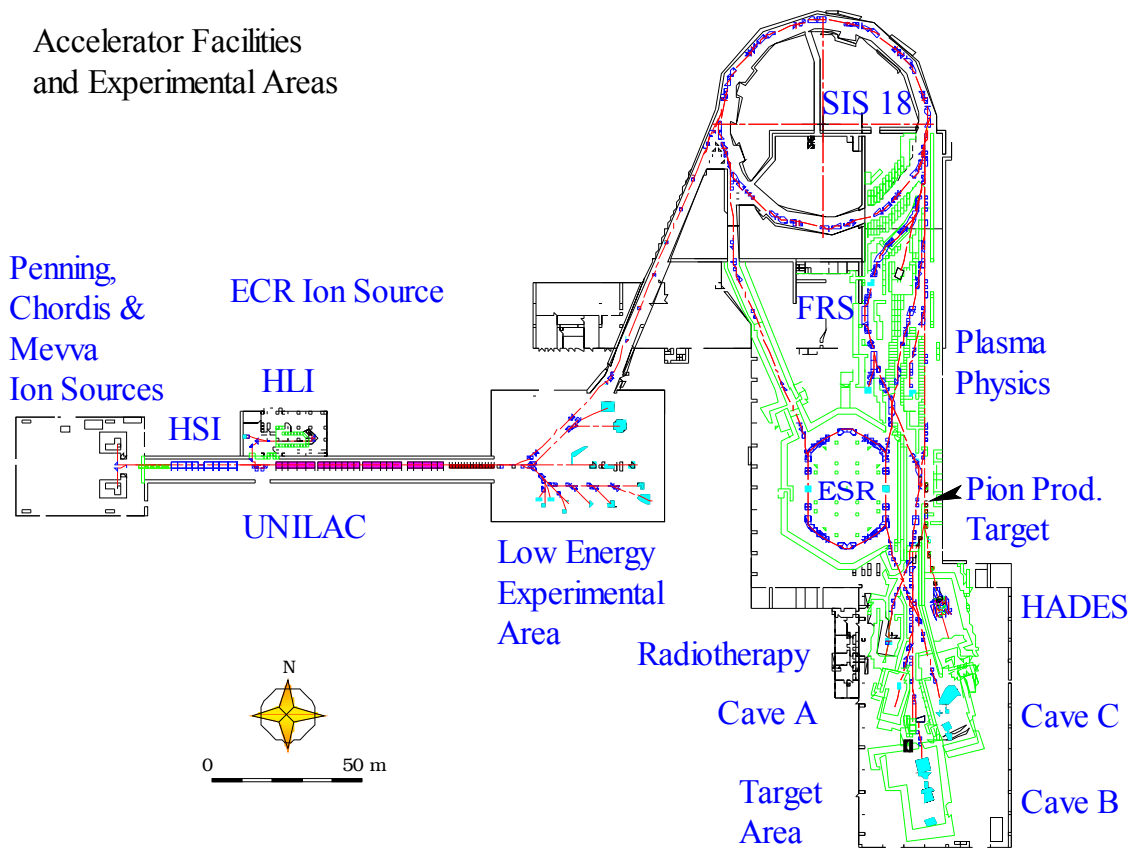 Accelerator Facilities
and Experimental Areas
SIS 18
Penning,
Chordis &
Mevva
Ion Sources
ECR Ion Source
FRS
Plasma
Physics
HLI
HSI
ESR
Pion Prod.
Target
UNILAC
Low Energy
Experimental
Area
HADES
Radiotherapy
N
Cave A
Cave C
0
50 m
Target
Area
Cave B